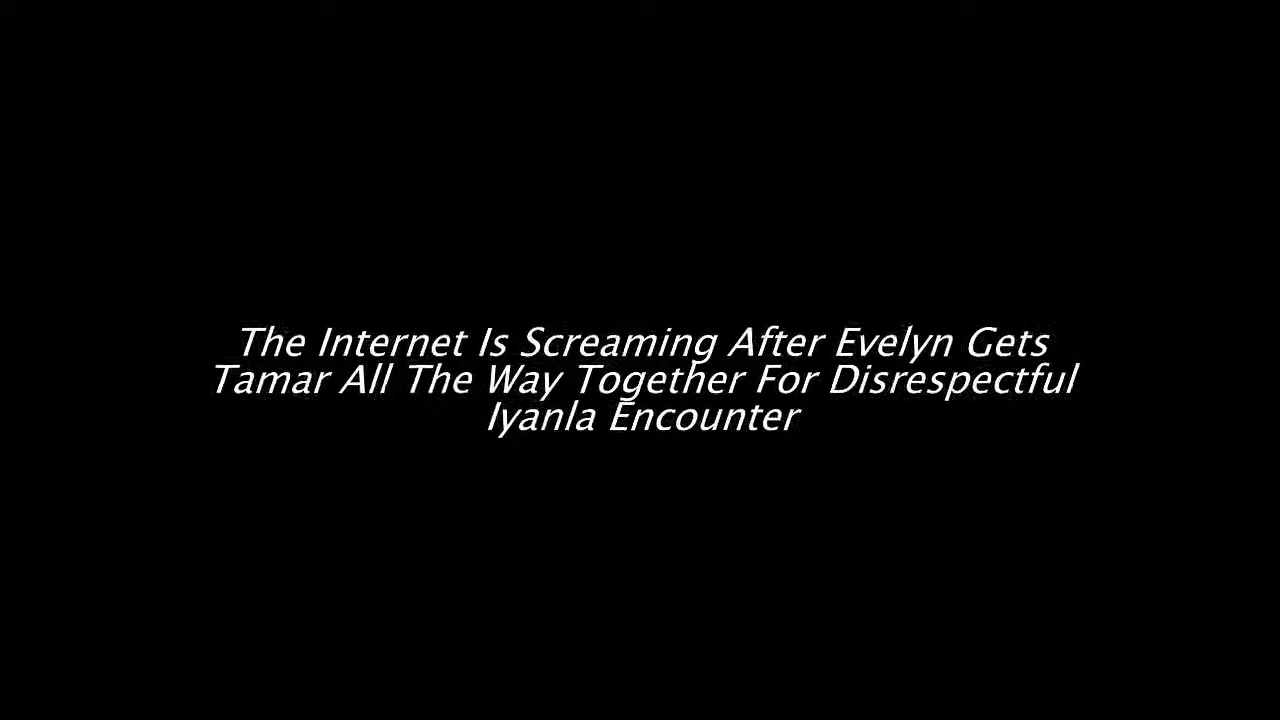 The Internet Is Screaming After Evelyn Gets
Tamar All The Way Together For Disrespectful
Iyanla Encounter